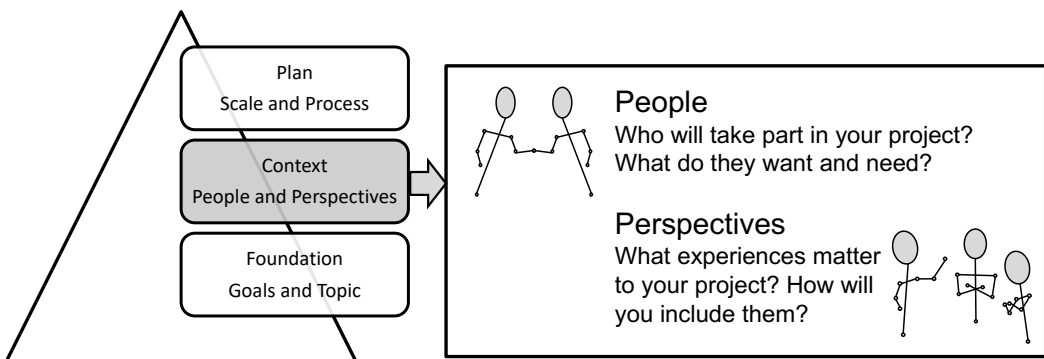 Plan
Scale and Process
Context
People and Perspectives
Foundation
Goals and Topic
People
Who will take part in your project?
What do they want and need?
Perspectives
What experiences matter
to your project? How will
you include them?